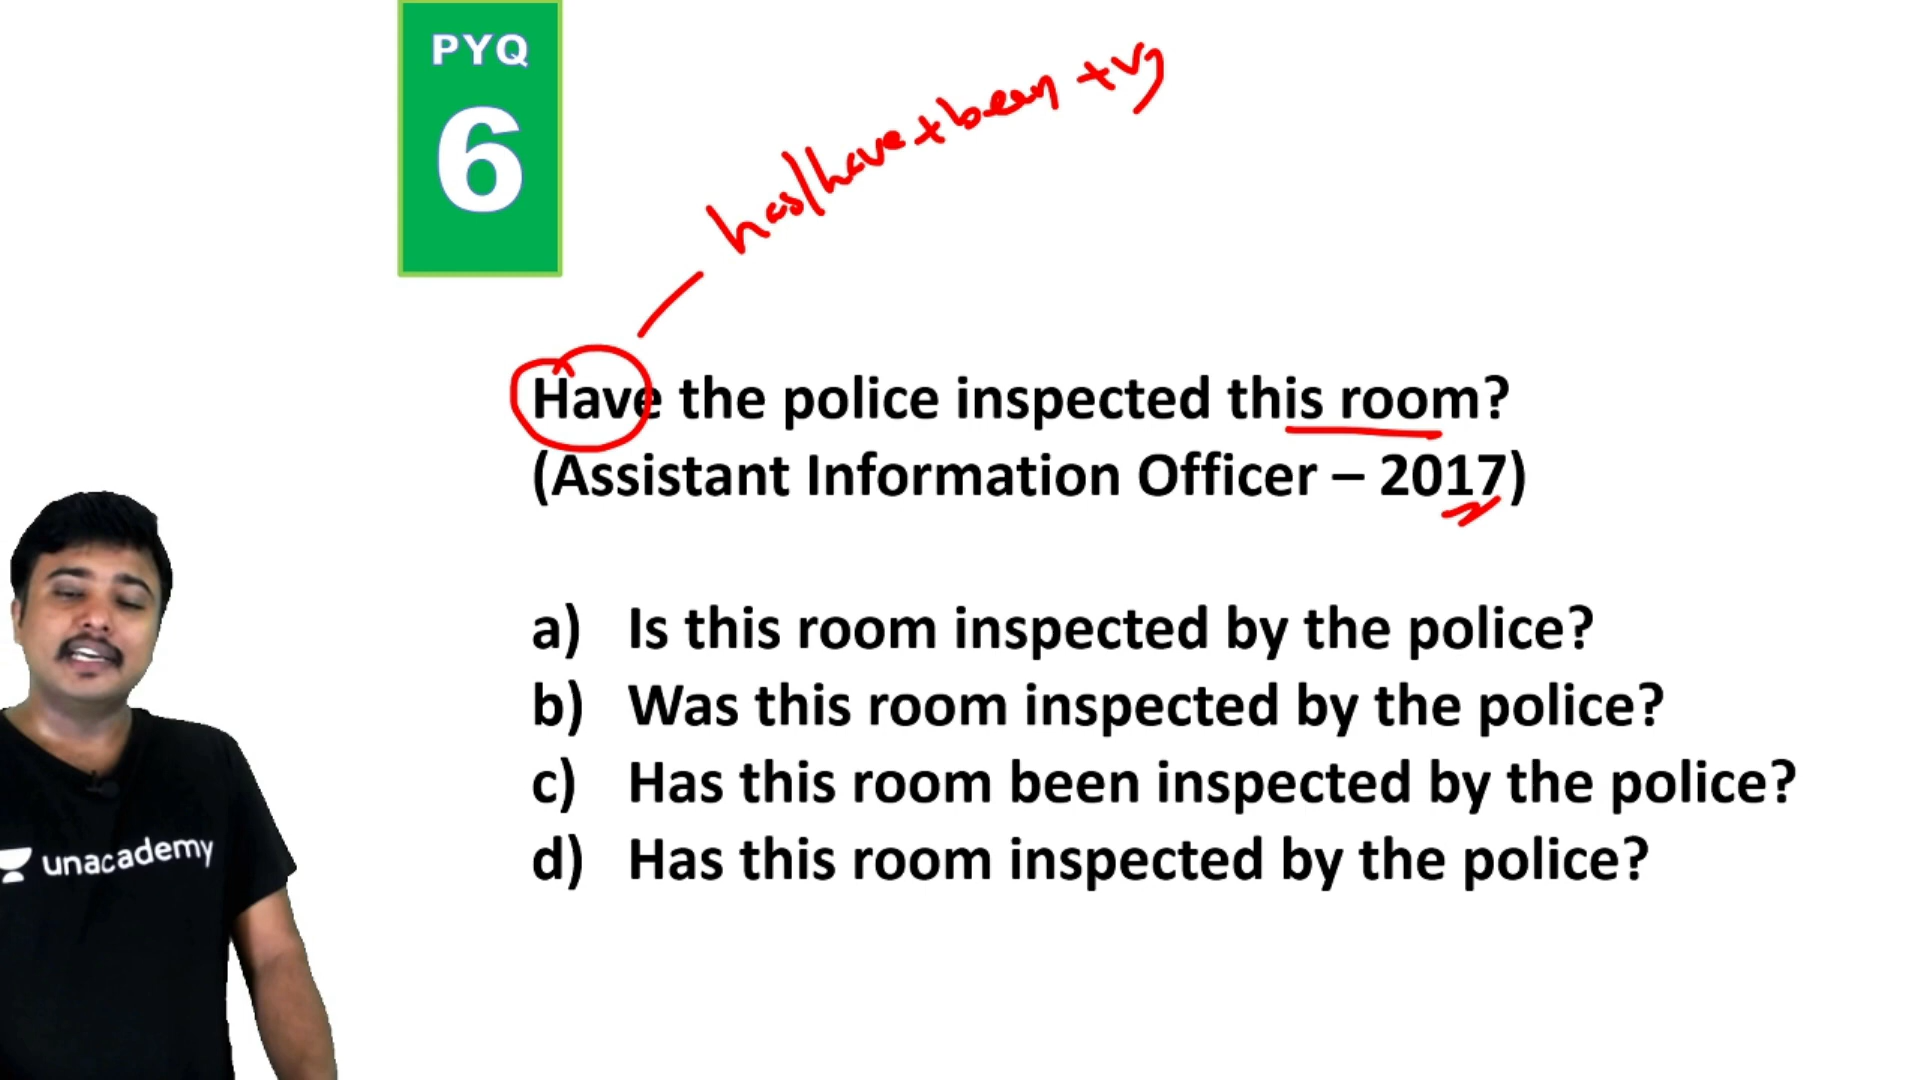 PYQ
6
has/have + been + v3
Have the police inspected this room?
(Assistant Information Officer – 2017)
a) Is this room inspected by the police?
b) Was this room inspected by the police?
c) Has this room been inspected by the police?
d) Has this room inspected by the police?
unacademy